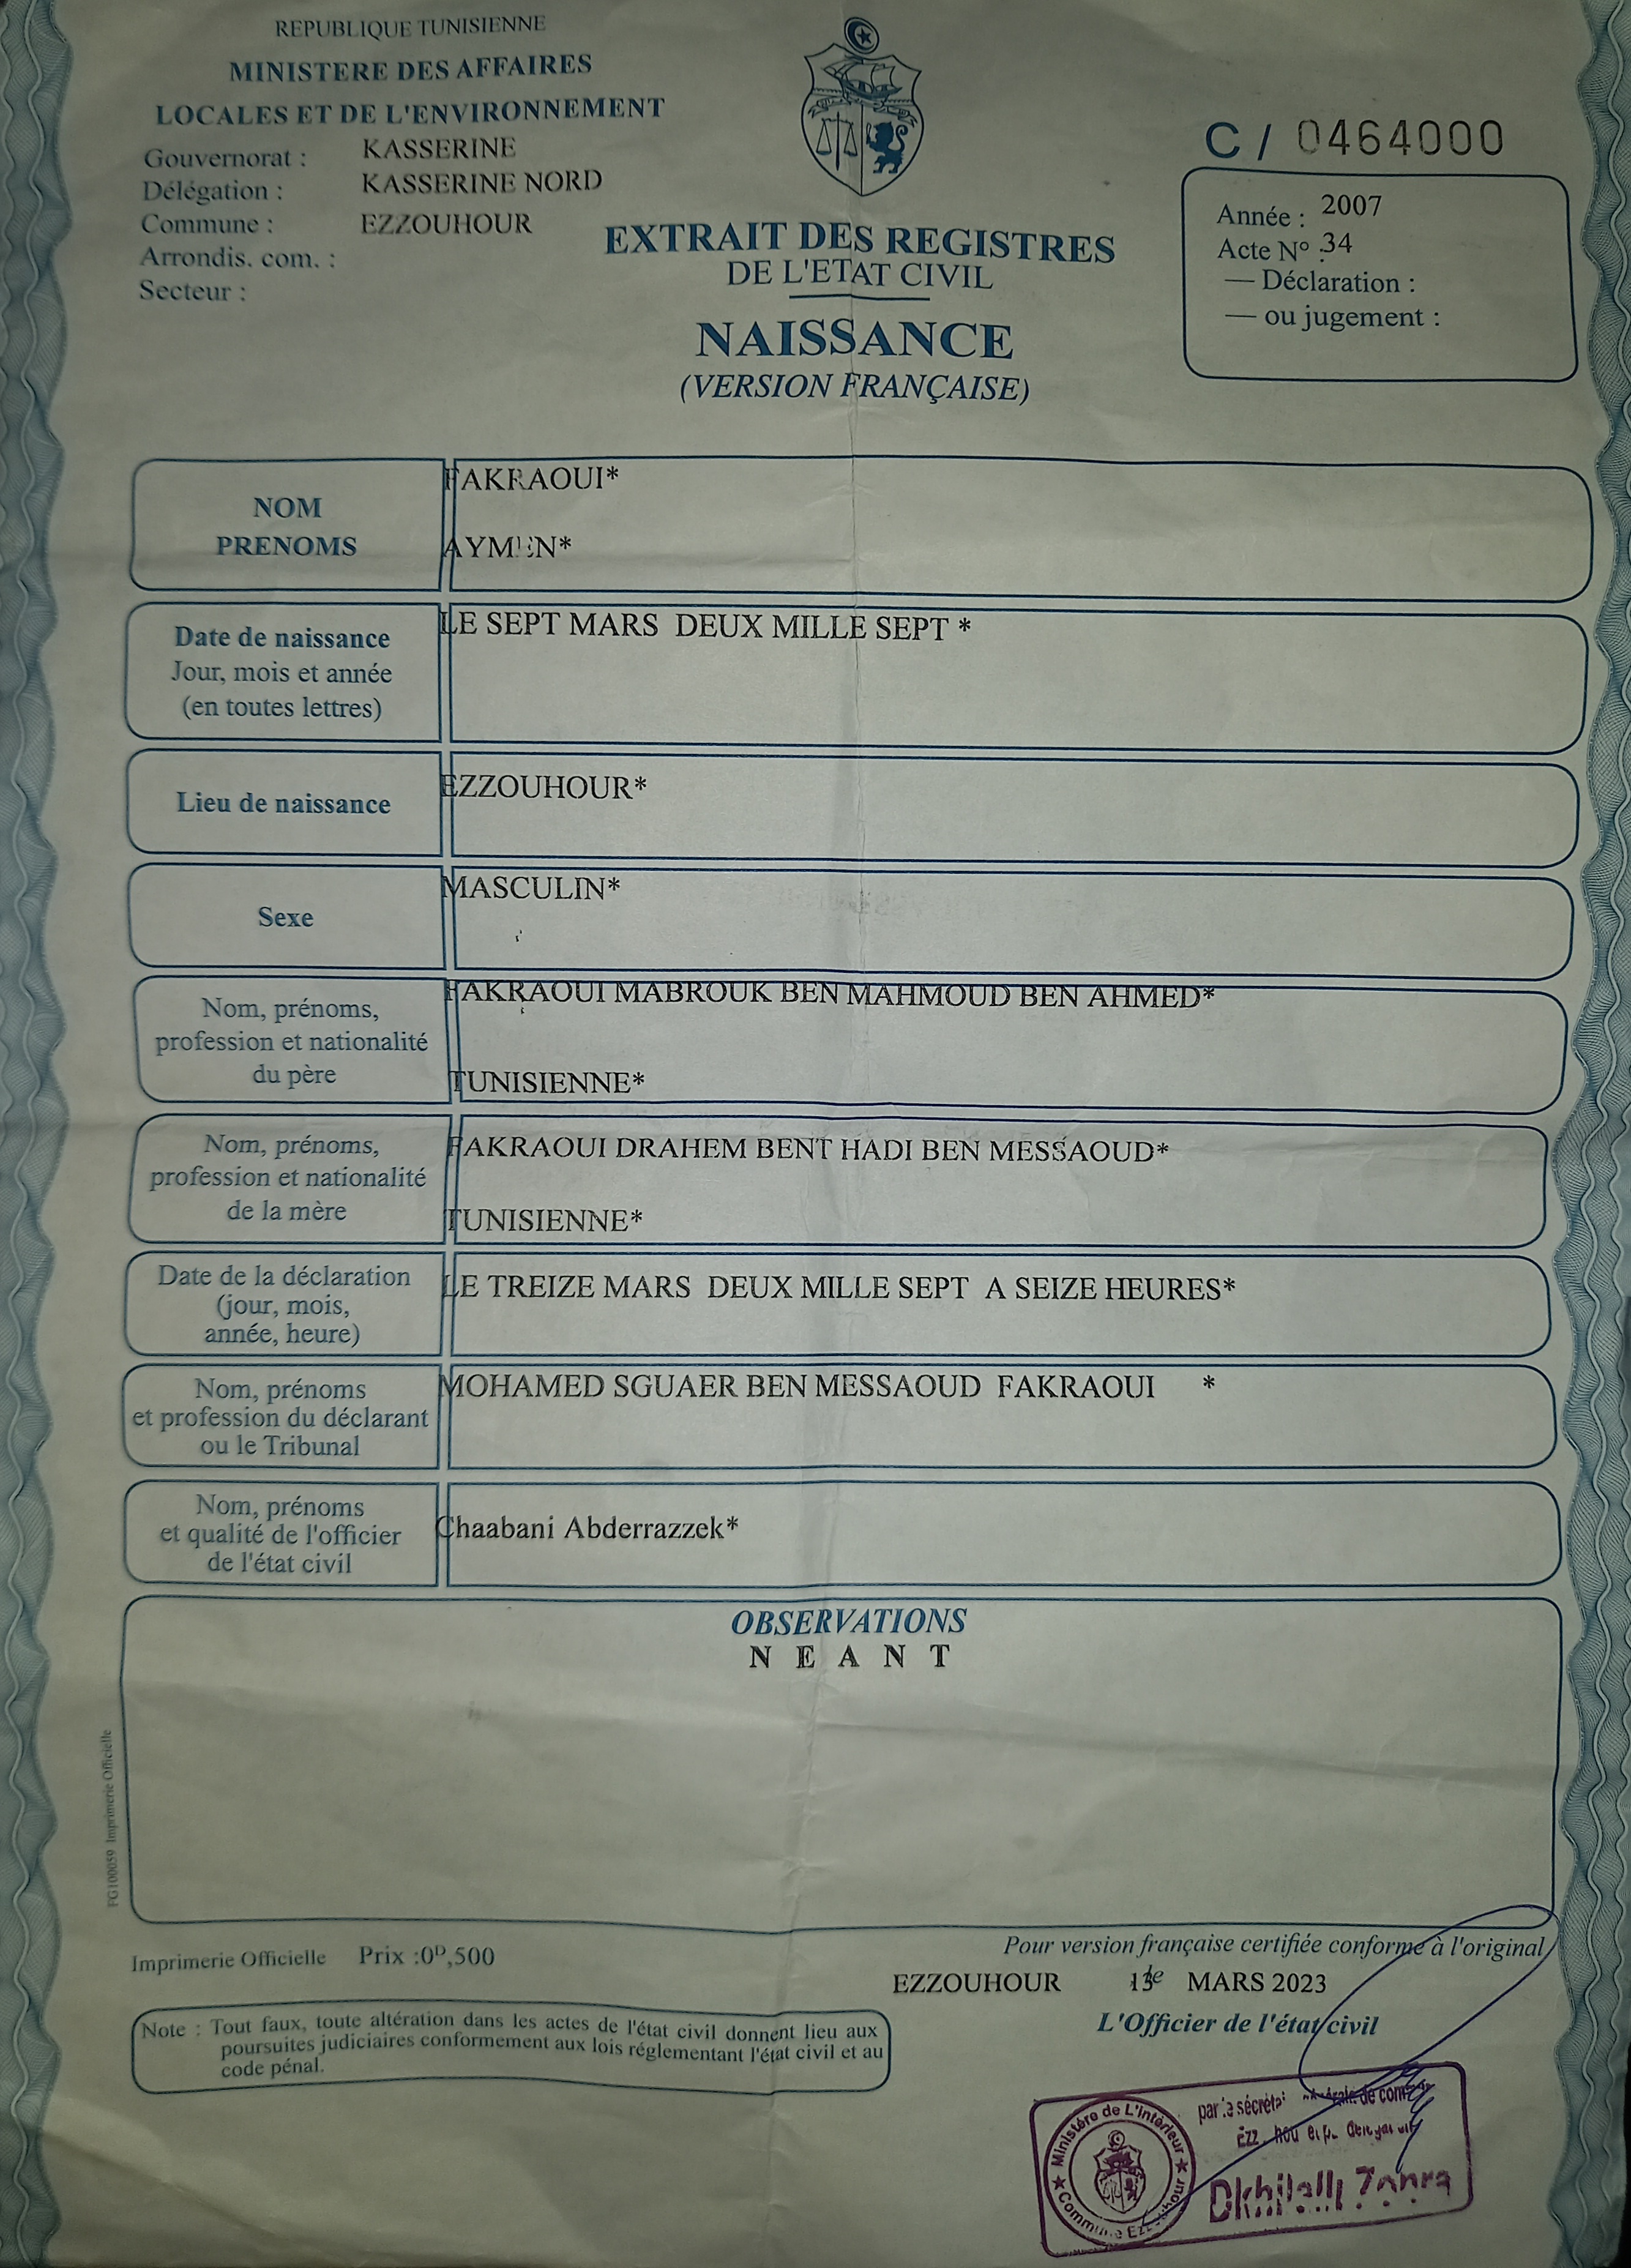 REPUBLIQUE TUNISIENNE
MINISTERE DES AFFAIRES
LOCALES ET DE L'ENVIRONNEMENT
Gouvernorat : KASSERINE
Délégation : KASSERINE NORD
Commune : EZZOUHOUR
Arrondis. com. :
Secteur :
C / 0464000
Année : 2007
Acte N° : 34
— Déclaration :
— ou jugement :
EXTRAIT DES REGISTRES
DE L'ETAT CIVIL
NAISSANCE
(VERSION FRANÇAISE)
NOM
PRENOMS
FAKRAOUI*
AYMEN*
Date de naissance
Jour, mois et année
(en toutes lettres)
LE SEPT MARS DEUX MILLE SEPT *
Lieu de naissance
EZZOUHOUR*
Sexe
MASCULIN*
Nom, prénoms,
profession et nationalité
du père
FAKRAOUI MABROUK BEN MAHMOUD BEN AHMED*
TUNISIENNE*
Nom, prénoms,
profession et nationalité
de la mère
FAKRAOUI DRAHEM BENT HADI BEN MESSAOUD*
TUNISIENNE*
Date de la déclaration
(jour, mois,
année, heure)
LE TREIZE MARS DEUX MILLE SEPT A SEIZE HEURES*
Nom, prénoms
et profession du déclarant
ou le Tribunal
MOHAMED SGUAER BEN MESSAOUD FAKRAOUI *
Nom, prénoms
et qualité de l'officier
de l'état civil
Chaabani Abderrazzek*
OBSERVATIONS
N E A N T
FG100059 Imprimerie Officielle
Imprimerie Officielle Prix :0ᴰ,500
Pour version française certifiée conforme à l'original
EZZOUHOUR 13 le MARS 2023
L'Officier de l'état civil
Note : Tout faux, toute altération dans les actes de l'état civil donnent lieu aux
poursuites judiciaires conformement aux lois réglementant l'état civil et au
code pénal.
Ministère de L'intérieur
Commune Ezzouhour
de